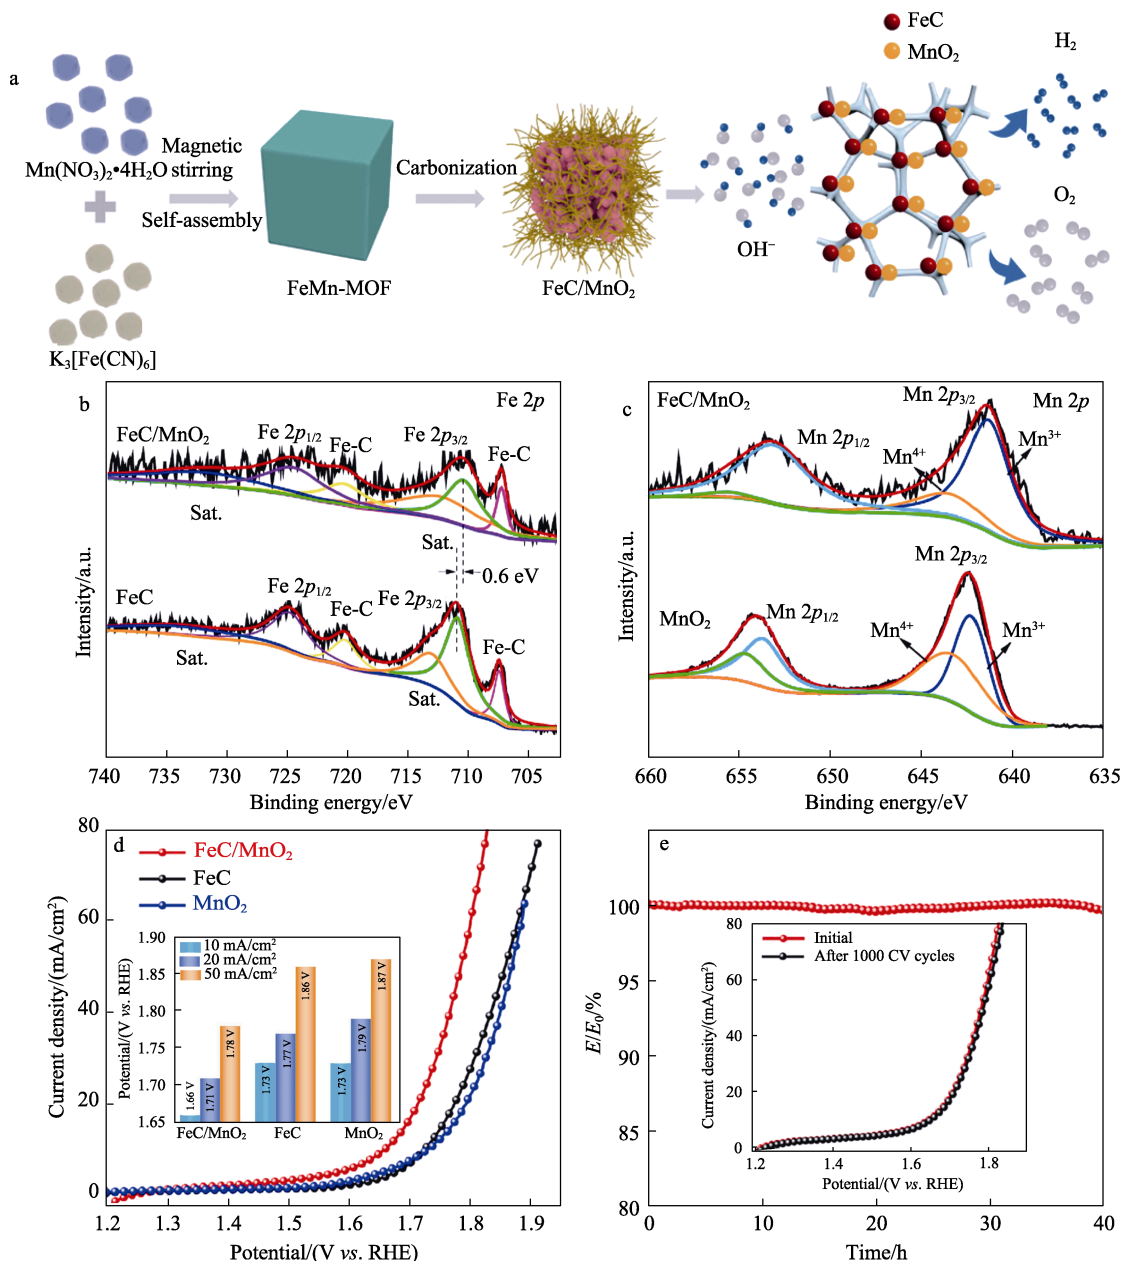 a
FeC
MnO₂
H₂
Mn(NO₃)₂•4H₂O
Magnetic
stirring
Self-assembly
K₃[Fe(CN)₆]
FeMn-MOF
Carbonization
FeC/MnO₂
OH⁻
O₂
b
Fe 2p
FeC/MnO₂
Fe 2p₁/₂
Fe-C
Fe 2p₃/₂
Fe-C
Sat.
Sat.
0.6 eV
FeC
Fe 2p₁/₂
Fe-C
Fe 2p₃/₂
Fe-C
Sat.
Sat.
Intensity/a.u.
740 735 730 725 720 715 710 705
Binding energy/eV
c
FeC/MnO₂
Mn 2p₃/₂
Mn 2p
Mn 2p₁/₂
Mn⁴⁺
Mn³⁺
Mn 2p₃/₂
MnO₂
Mn 2p₁/₂
Mn⁴⁺
Mn³⁺
Intensity/a.u.
660 655 650 645 640 635
Binding energy/eV
d
FeC/MnO₂
FeC
MnO₂
80
60
40
20
0
Current density/(mA/cm²)
1.2 1.3 1.4 1.5 1.6 1.7 1.8 1.9
Potential/(V vs. RHE)
10 mA/cm²
20 mA/cm²
50 mA/cm²
1.90
1.85
1.80
1.75
1.70
1.65
Potential/(V vs. RHE)
1.66 V
1.71 V
1.78 V
1.73 V
1.77 V
1.86 V
1.73 V
1.79 V
1.87 V
FeC/MnO₂ FeC MnO₂
e
100
95
90
85
80
E/E₀/%
0 10 20 30 40
Time/h
Initial
After 1000 CV cycles
80
60
40
20
0
Current density/(mA/cm²)
1.2 1.4 1.6 1.8
Potential/(V vs. RHE)